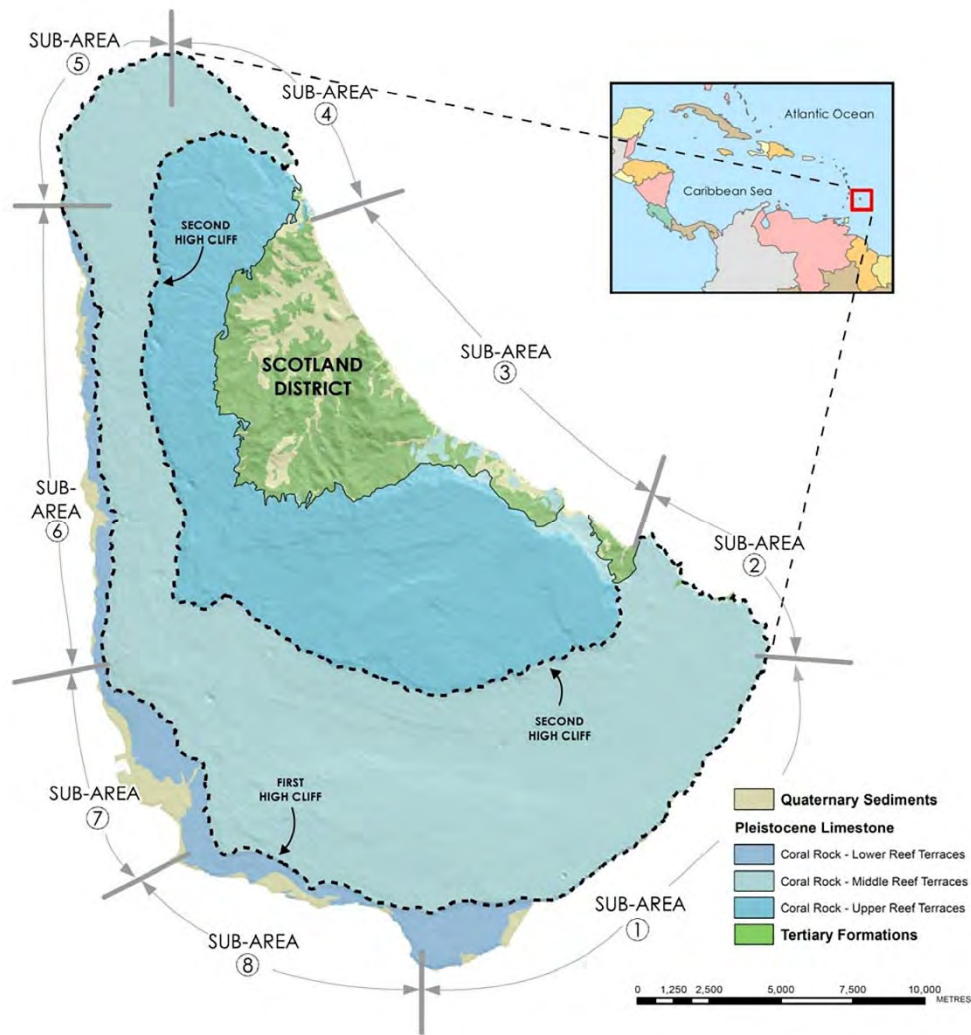 SUB-AREA
⑤
SUB-AREA
④
Atlantic Ocean
Caribbean Sea
SECOND
HIGH CLIFF
SUB-AREA
③
SCOTLAND
DISTRICT
SUB-
AREA
⑥
SUB-AREA
②
SECOND
HIGH CLIFF
FIRST
HIGH CLIFF
SUB-AREA
⑦
SUB-AREA
①
SUB-AREA
⑧
Quaternary Sediments
Pleistocene Limestone
Coral Rock - Lower Reef Terraces
Coral Rock - Middle Reef Terraces
Coral Rock - Upper Reef Terraces
Tertiary Formations
0 1,250 2,500 5,000 7,500 10,000
METRES